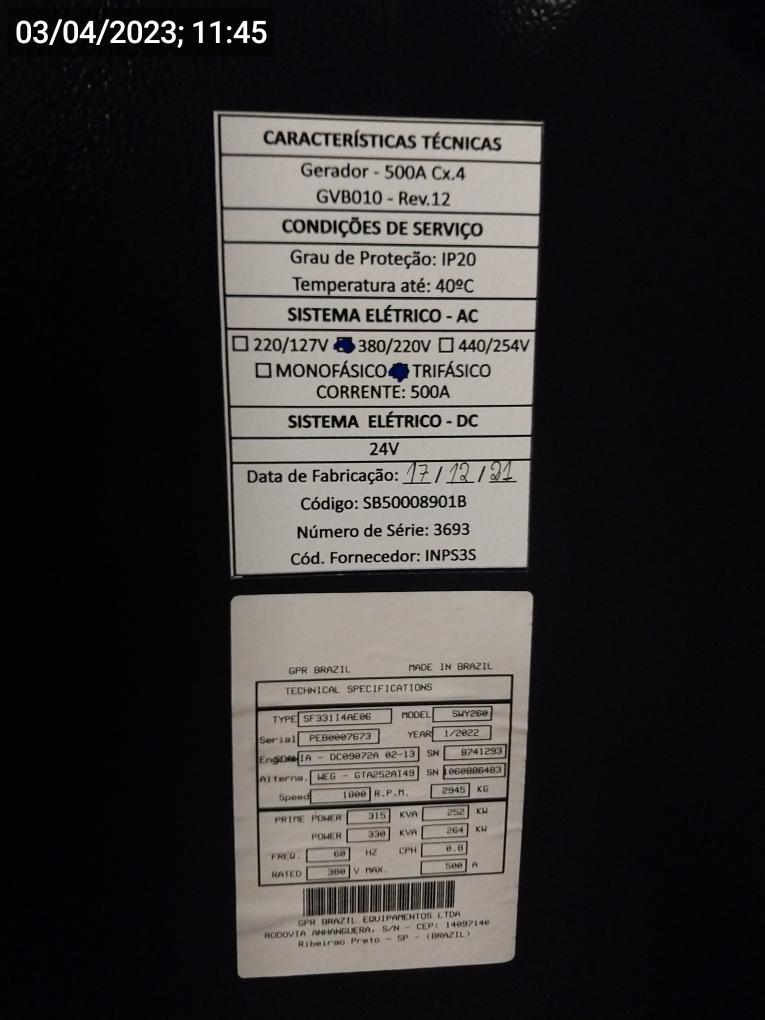 03/04/2023; 11:45
CARACTERÍSTICAS TÉCNICAS
Gerador - 500A Cx.4
GVB010 - Rev.12
CONDIÇÕES DE SERVIÇO
Grau de Proteção: IP20
Temperatura até: 40ºC
SISTEMA ELÉTRICO - AC
220/127V 380/220V 440/254V
MONOFÁSICO TRIFÁSICO
CORRENTE: 500A
SISTEMA ELÉTRICO - DC
24V
Data de Fabricação: 17/12/21
Código: SB50008901B
Número de Série: 3693
Cód. Fornecedor: INPS3S
GPR BRAZIL MADE IN BRAZIL
TECHNICAL SPECIFICATIONS
TYPE SF33114AE06 MODEL SWY260
Serial PEB0007673 YEAR 1/2022
IA - DC09072A 02-13 SN 8741293
Alterna. WEG - GTA252AI49 SN 1060886483
Speed 1800 R.P.M. 2945 KG
PRIME POWER 315 KVA 252 KW
POWER 330 KVA 264 KW
FREQ. 60 HZ CPH 0.8
RATED 380 V MAX. 500 A
GPR BRAZIL EQUIPAMENTOS LTDA
RODOVIA ANHANGUERA, S/N - CEP: 14097140
Ribeirao Preto - SP - (BRAZIL)